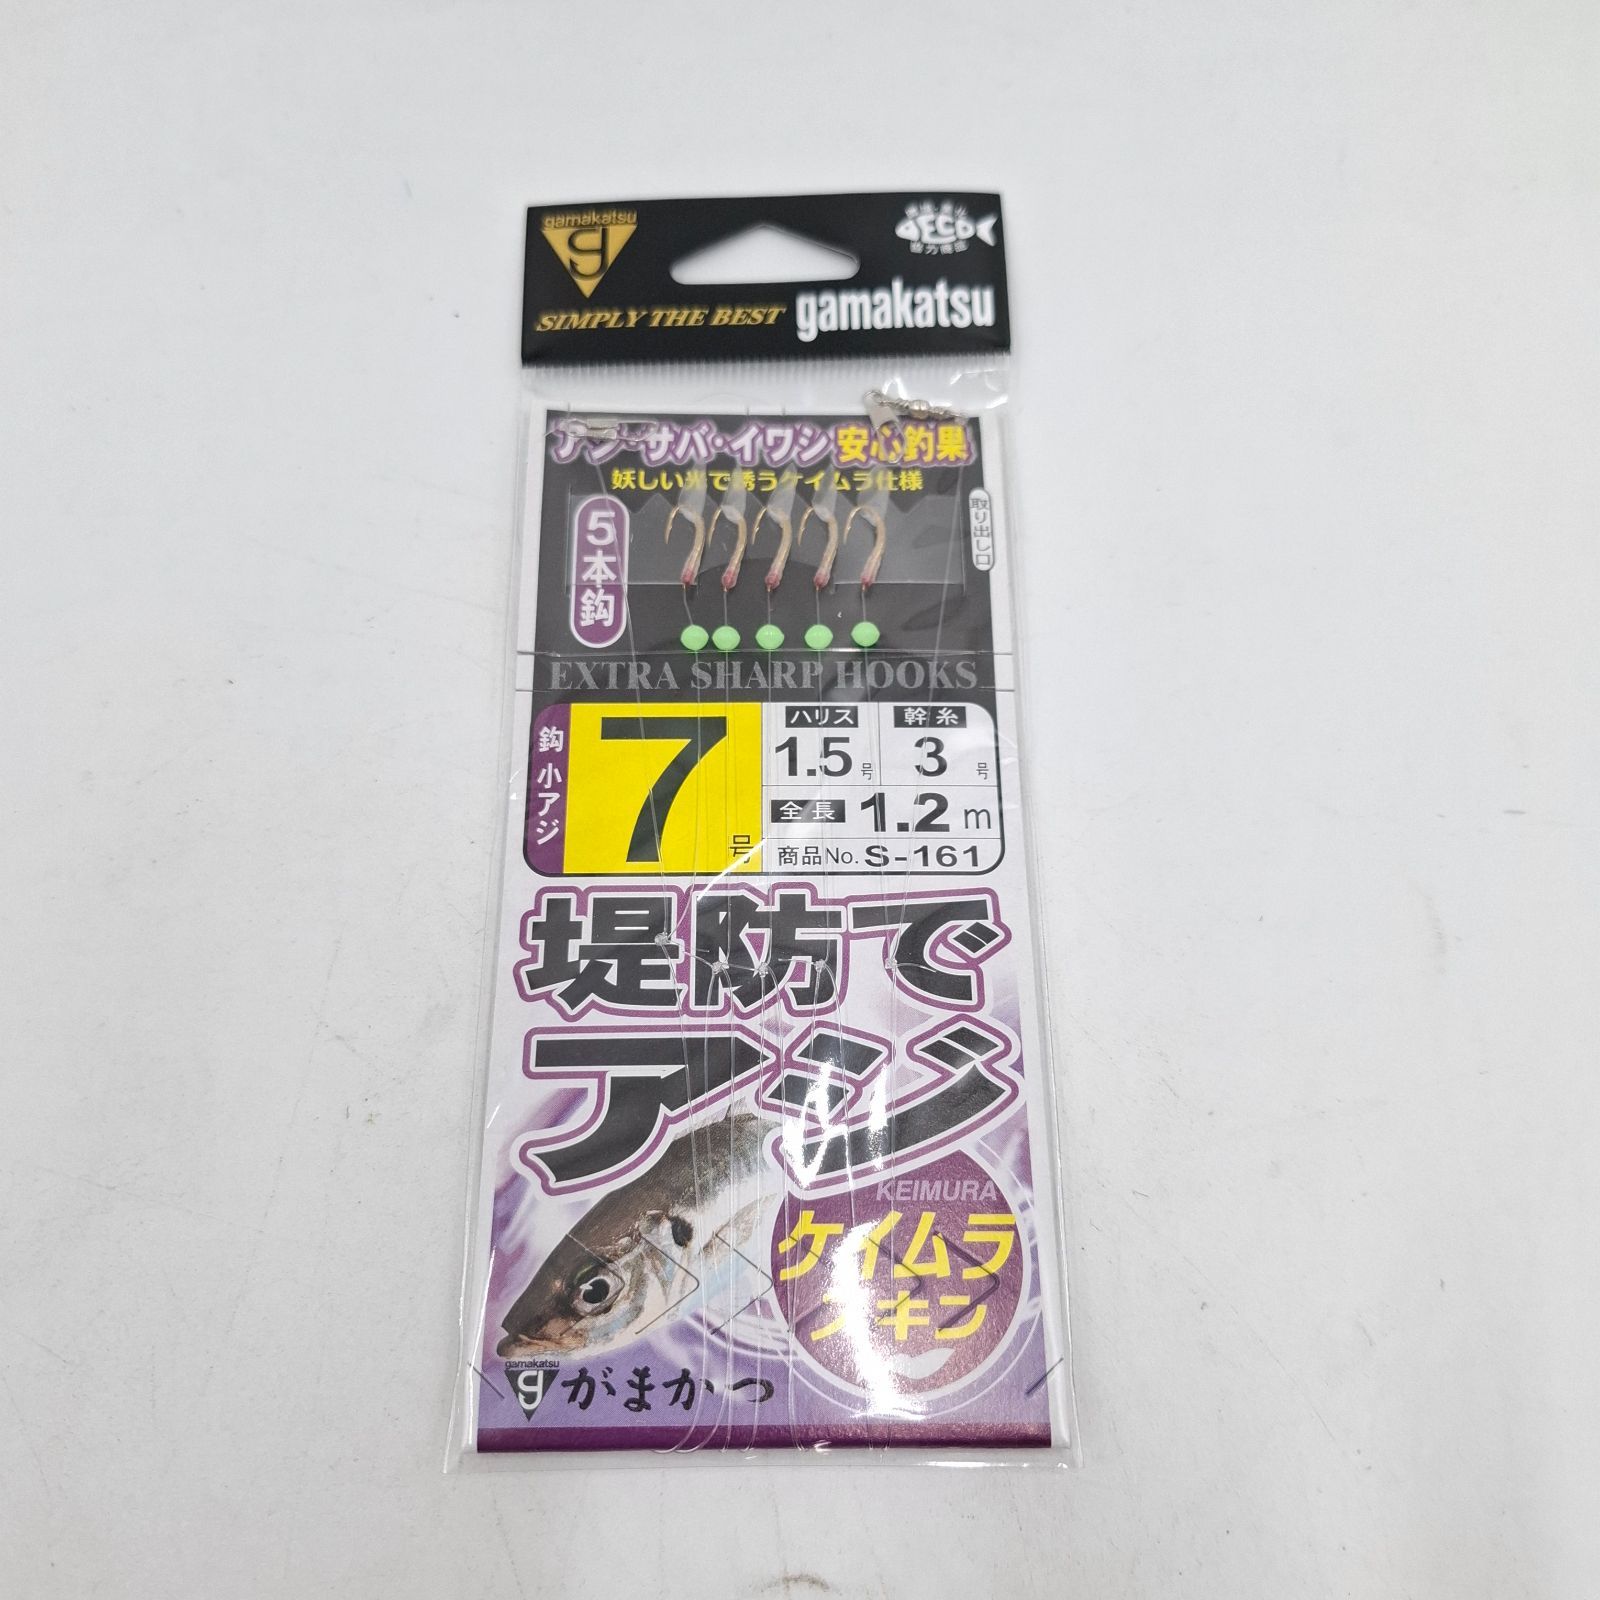 gamakatsu
ECO
SIMPLY THE BEST
gamakatsu
アジ・サバ・イワシ安心釣果
妖しい光で誘うケイムラ仕様
5本鈎
取り出し口
EXTRA SHARP HOOKS
鈎 小アジ
7号
ハリス
1.5号
幹糸
3号
全長 1.2m
商品No. S-161
堤防で
アジ
KEIMURA
ケイムラ
スキン
gamakatsu
がまかつ